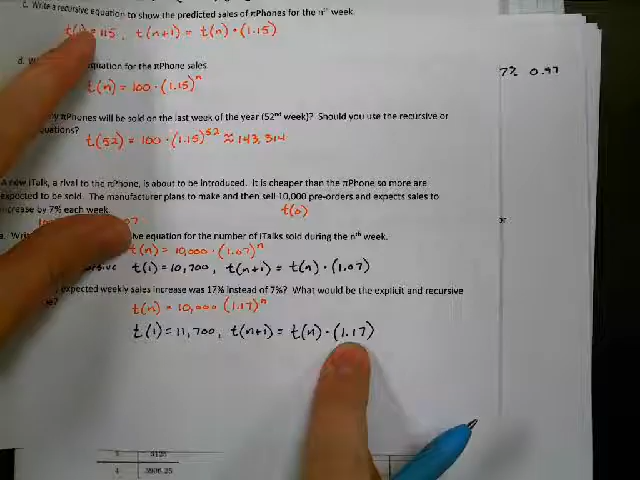 c. Write a recursive equation to show the predicted sales of πPhones for the nth week.
= 115, t(n+1) = t(n)·(1.15)
d. equation for the πPhone sales.
t(n) = 100·(1.15)^n
7% 0.97
πPhones will be sold on the last week of the year (52nd week)? Should you use the recursive or
equations?
t(52) = 100·(1.15)^52 ≈ 143,314
A new iTalk, a rival to the πPhone, is about to be introduced. It is cheaper than the πPhone so more are
expected to be sold. The manufacturer plans to make and then sell 10,000 pre-orders and expects sales to
increase by 7% each week.
t(0)
a. Write equation for the number of iTalks sold during the nth week.
t(n) = 10,000·(1.07)^n
t(1) = 10,700, t(n+1) = t(n)·(1.07)
expected weekly sales increase was 17% instead of 7%? What would be the explicit and recursive
t(n) = 10,000(1.17)^n
t(1) = 11,700, t(n+1) = t(n)·(1.17)
3 5125
4 3906.25